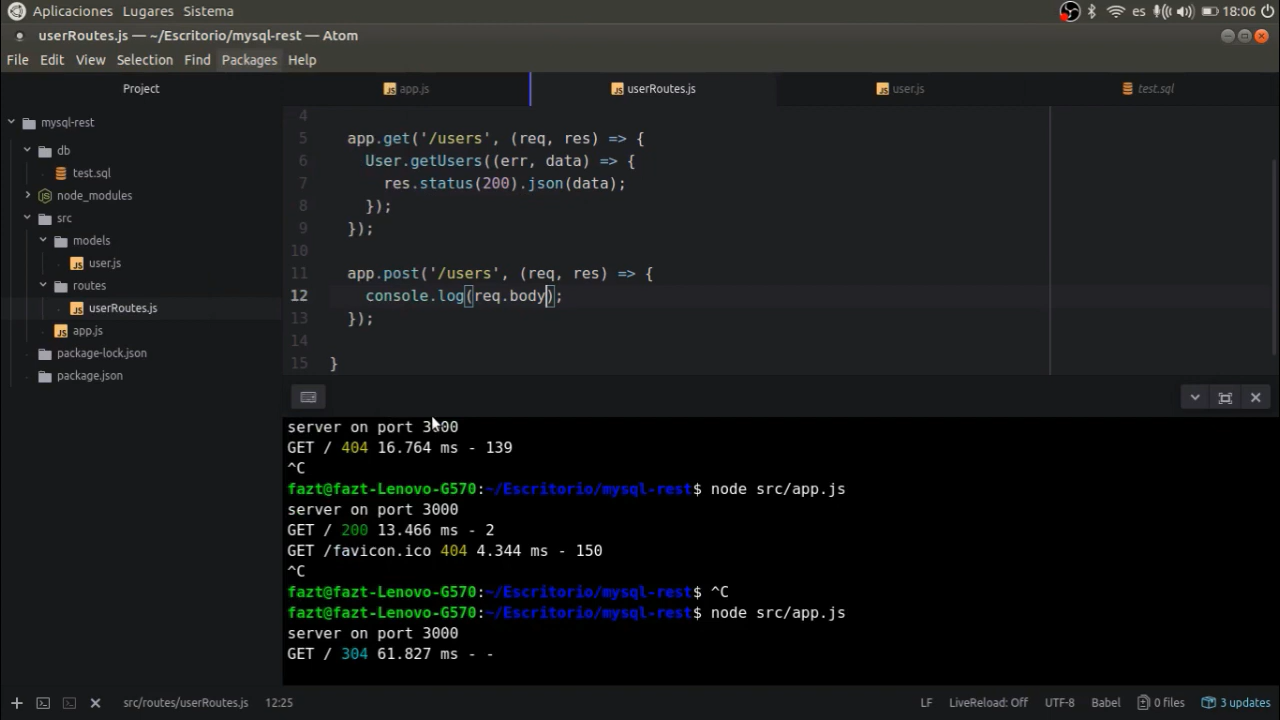 Aplicaciones Lugares Sistema es 18:06
userRoutes.js — ~/Escritorio/mysql-rest — Atom
File Edit View Selection Find Packages Help
Project app.js userRoutes.js user.js test.sql
mysql-rest
db
test.sql
node_modules
src
models
user.js
routes
userRoutes.js
app.js
package-lock.json
package.json
4
5 app.get('/users', (req, res) => {
6 User.getUsers((err, data) => {
7 res.status(200).json(data);
8 });
9 });
10
11 app.post('/users', (req, res) => {
12 console.log(req.body);
13 });
14
15 }
server on port 3000
GET / 404 16.764 ms - 139
^C
fazt@fazt-Lenovo-G570:~/Escritorio/mysql-rest$ node src/app.js
server on port 3000
GET / 200 13.466 ms - 2
GET /favicon.ico 404 4.344 ms - 150
^C
fazt@fazt-Lenovo-G570:~/Escritorio/mysql-rest$ ^C
fazt@fazt-Lenovo-G570:~/Escritorio/mysql-rest$ node src/app.js
server on port 3000
GET / 304 61.827 ms - -
src/routes/userRoutes.js 12:25 LF LiveReload: Off UTF-8 Babel 0 files 3 updates